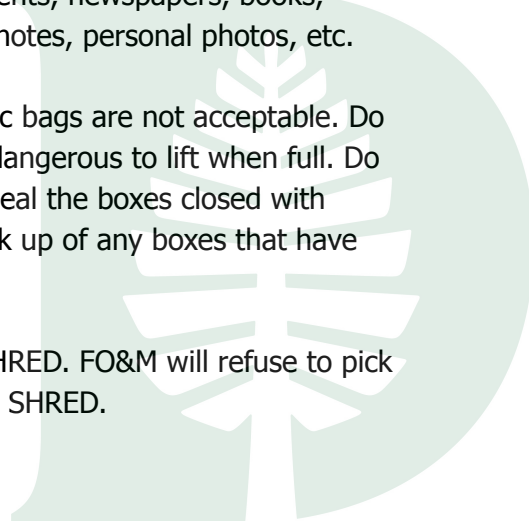 ents, newspapers, books,
notes, personal photos, etc.
c bags are not acceptable. Do
dangerous to lift when full. Do
eal the boxes closed with
k up of any boxes that have
HRED. FO&M will refuse to pick
SHRED.